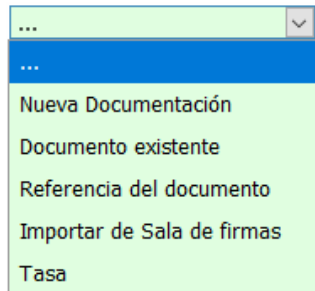 ...
...
Nueva Documentación
Documento existente
Referencia del documento
Importar de Sala de firmas
Tasa